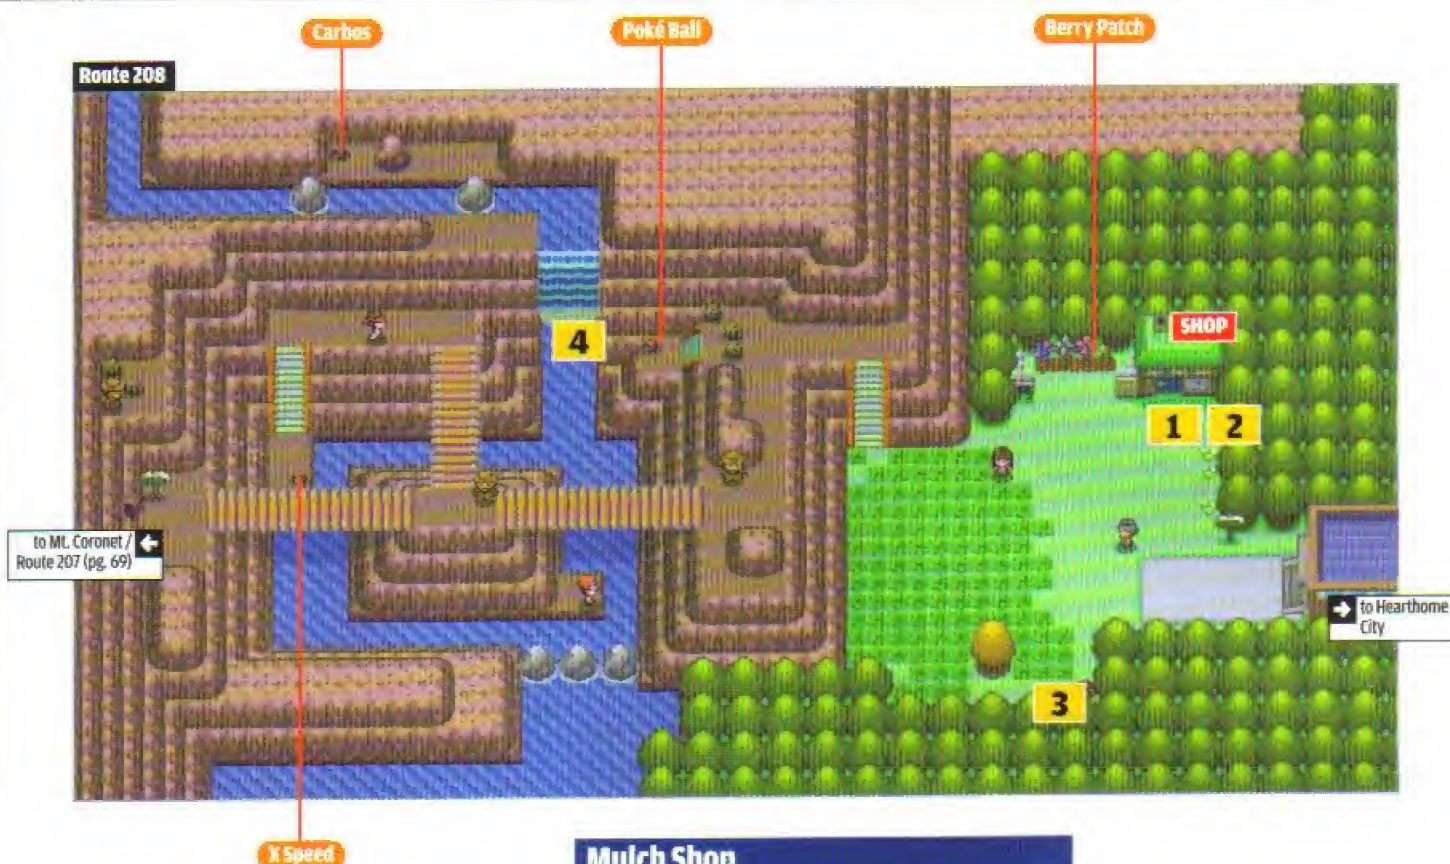 Carbos
Poké Ball
Berry Patch
Route 208
SHOP
4
1
2
to Mt. Coronet /
Route 207 (pg. 69)
to Hearthome
City
3
X Speed
Mulch Shop